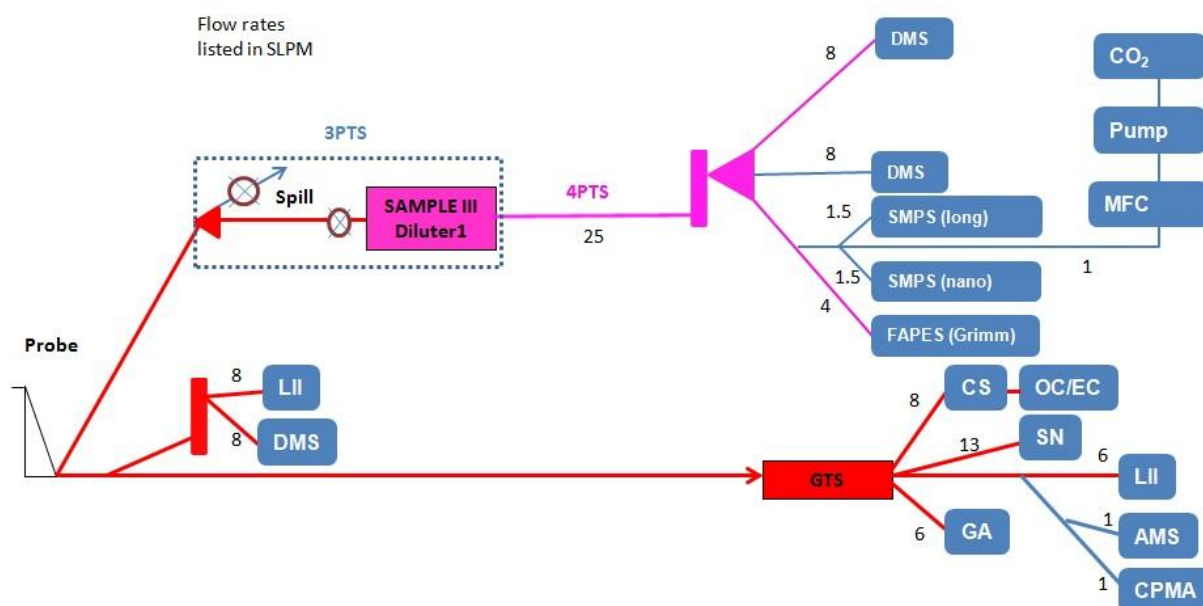 Flow rates
listed in SLPM
DMS
8
CO₂
3PTS
Pump
8
DMS
Spill
SAMPLE III
Diluter1
4PTS
25
1.5
SMPS (long)
MFC
1
1.5
SMPS (nano)
4
FAPES (Grimm)
Probe
8
LII
8
DMS
8
CS
OC/EC
13
SN
6
LII
GTS
6
GA
1
AMS
1
CPMA